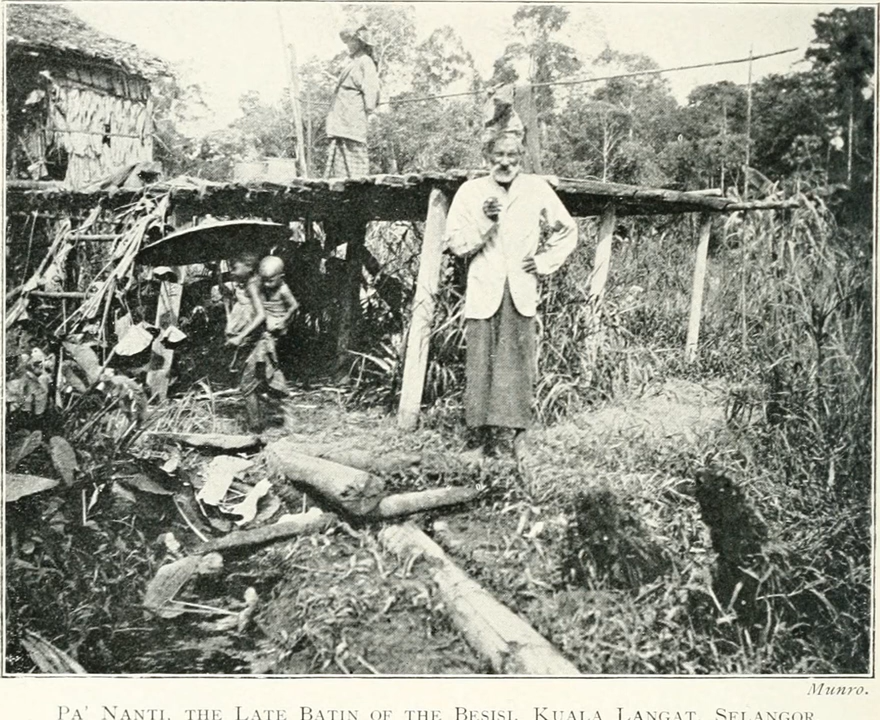 Munro.
PA' NANTI, THE LATE BATIN OF THE BESISI, KUALA LANGAT, SELANGOR